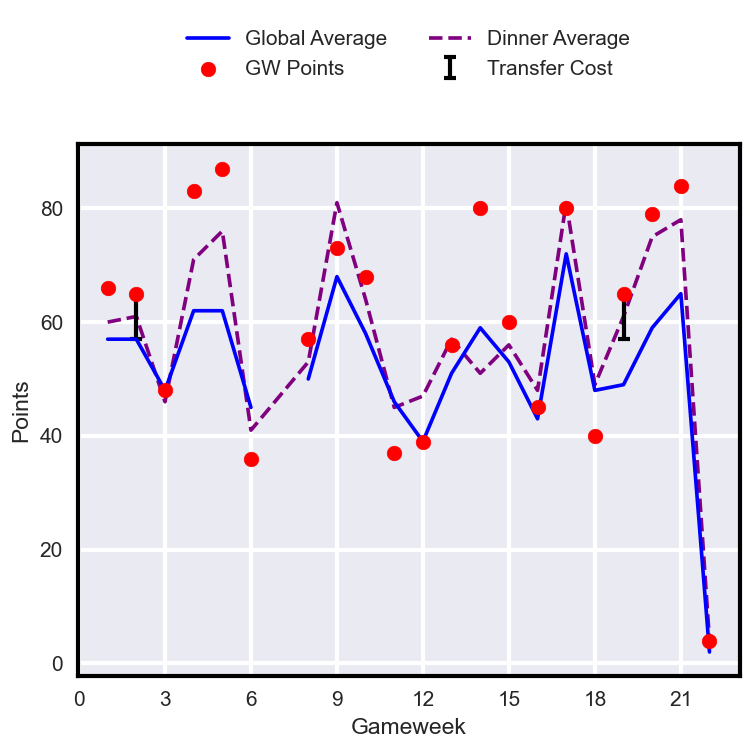 Global Average Dinner Average
GW Points Transfer Cost
80
60
40
20
0
Points
0 3 6 9 12 15 18 21
Gameweek